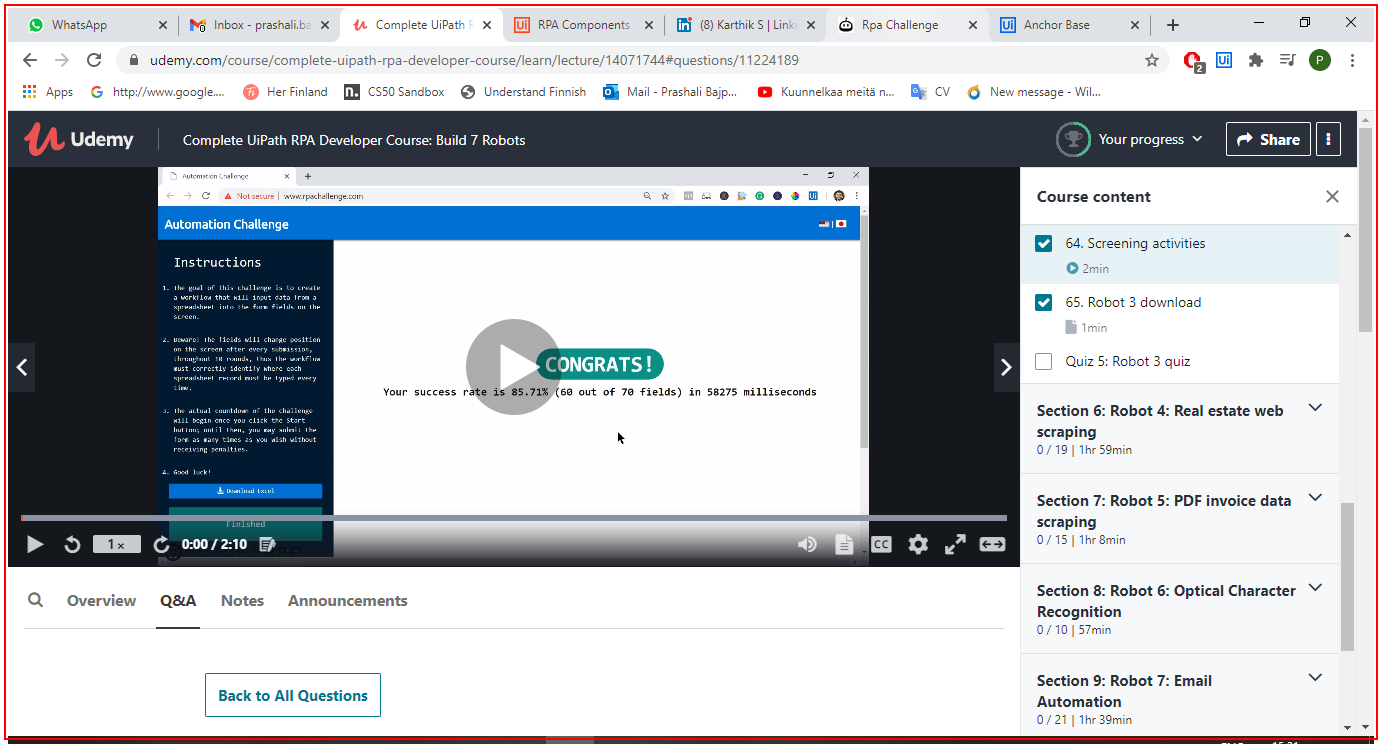 WhatsApp
Inbox - prashali.ba
Complete UiPath R
RPA Components -
(8) Karthik S | Linke
Rpa Challenge
Anchor Base
udemy.com/course/complete-uipath-rpa-developer-course/learn/lecture/14071744#questions/11224189
2
Ui
P
Apps
http://www.google....
Her Finland
CS50 Sandbox
Understand Finnish
Mail - Prashali Bajp...
Kuunnelkaa meitä n...
CV
New message - Wil...
Udemy
Complete UiPath RPA Developer Course: Build 7 Robots
Your progress
Share
Automation Challenge
Not secure | www.rpachallenge.com
Automation Challenge
Instructions
1. The goal of this challenge is to create
a workflow that will input data from a
spreadsheet into the form fields on the
screen.
2. Beware! The fields will change position
on the screen after every submission,
throughout 10 rounds, thus the workflow
must correctly identify where each
spreadsheet record must be typed every
time.
3. The actual countdown of the challenge
will begin once you click the Start
button; until then, you may submit the
form as many times as you wish without
receiving penalties.
4. Good luck!
Download Excel
Finished
CONGRATS!
Your success rate is 85.71% (60 out of 70 fields) in 58275 milliseconds
1x
0:00 / 2:10
CC
Course content
64. Screening activities
2min
65. Robot 3 download
1min
Quiz 5: Robot 3 quiz
Section 6: Robot 4: Real estate web
scraping
0 / 19 | 1hr 59min
Section 7: Robot 5: PDF invoice data
scraping
0 / 15 | 1hr 8min
Section 8: Robot 6: Optical Character
Recognition
0 / 10 | 57min
Section 9: Robot 7: Email
Automation
0 / 21 | 1hr 39min
Overview
Q&A
Notes
Announcements
Back to All Questions